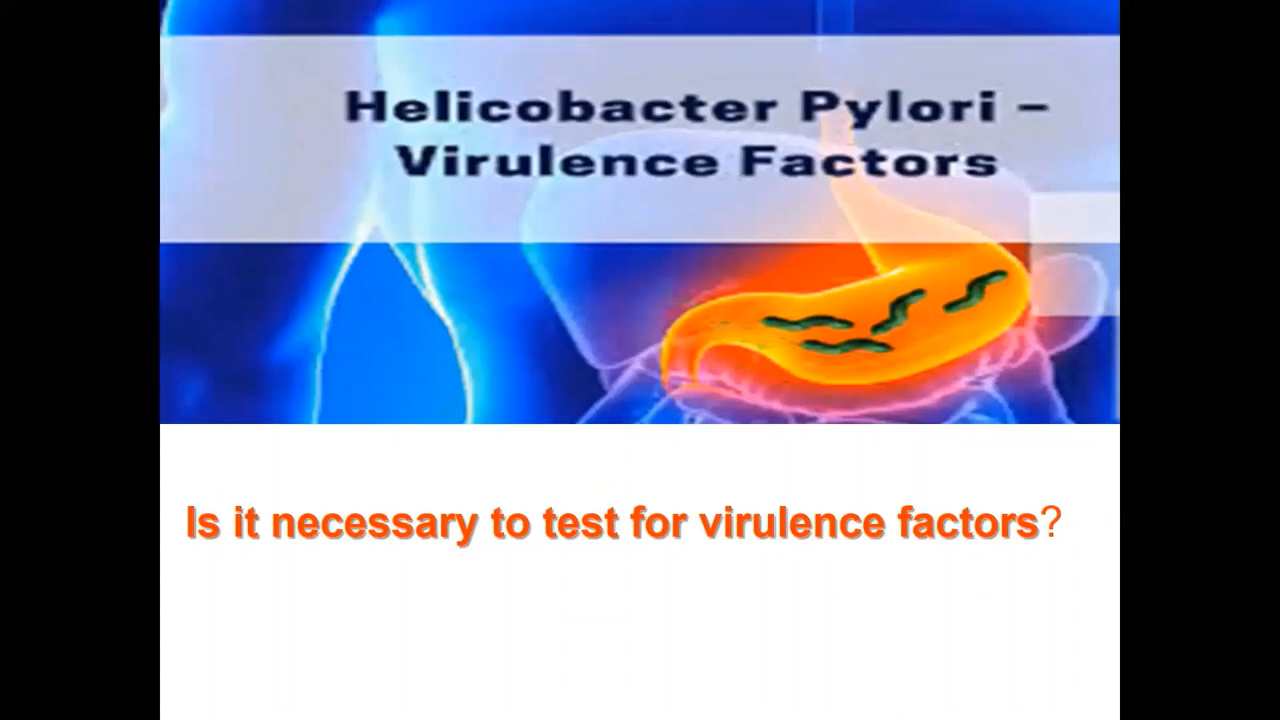 Helicobacter Pylori –
Virulence Factors
Is it necessary to test for virulence factors?